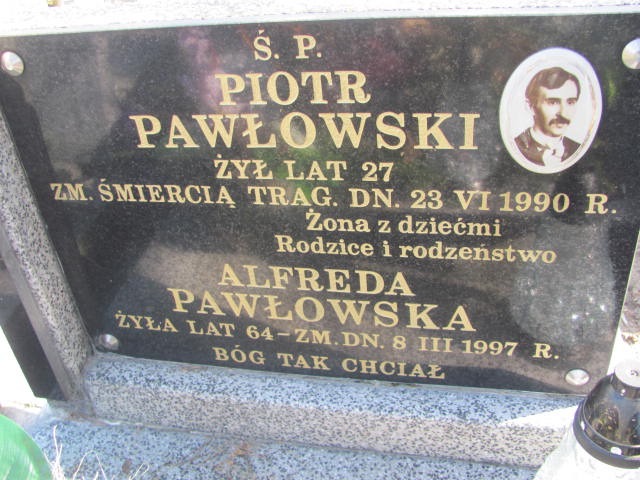 Ś. P.
PIOTR
PAWŁOWSKI
ŻYŁ LAT 27
ZM. ŚMIERCIĄ TRAG. DN. 23 VI 1990 R.
Żona z dziećmi
Rodzice i rodzeństwo
ALFREDA
PAWŁOWSKA
ŻYŁA LAT 64 – ZM. DN. 8 III 1997 R.
BÓG TAK CHCIAŁ